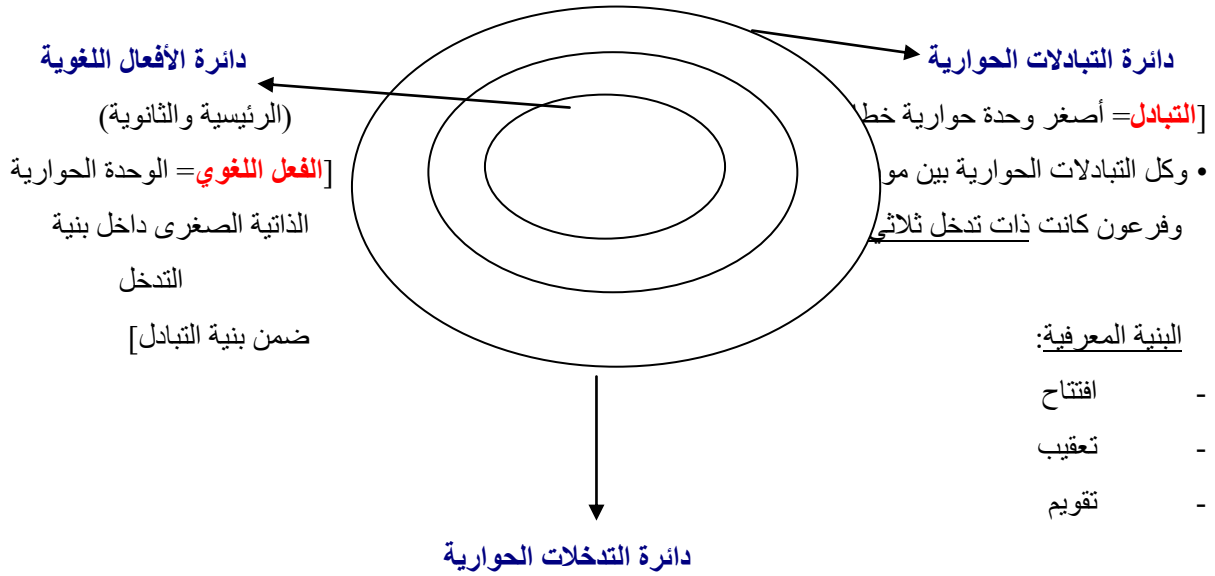 دائرة التبادلات الحوارية
[التبادل= أصغر وحدة حوارية
• وكل التبادلات الحوارية بين
وفرعون كانت ذات تدخل ثلاثي
البنية المعرفية:
- افتتاح
- تعقيب
- تقويم
دائرة الأفعال اللغوية
(الرئيسية والثانوية)
[الفعل اللغوي= الوحدة الحوارية
الذاتية الصغرى داخل بنية
التدخل
ضمن بنية التبادل]
دائرة التدخلات الحوارية